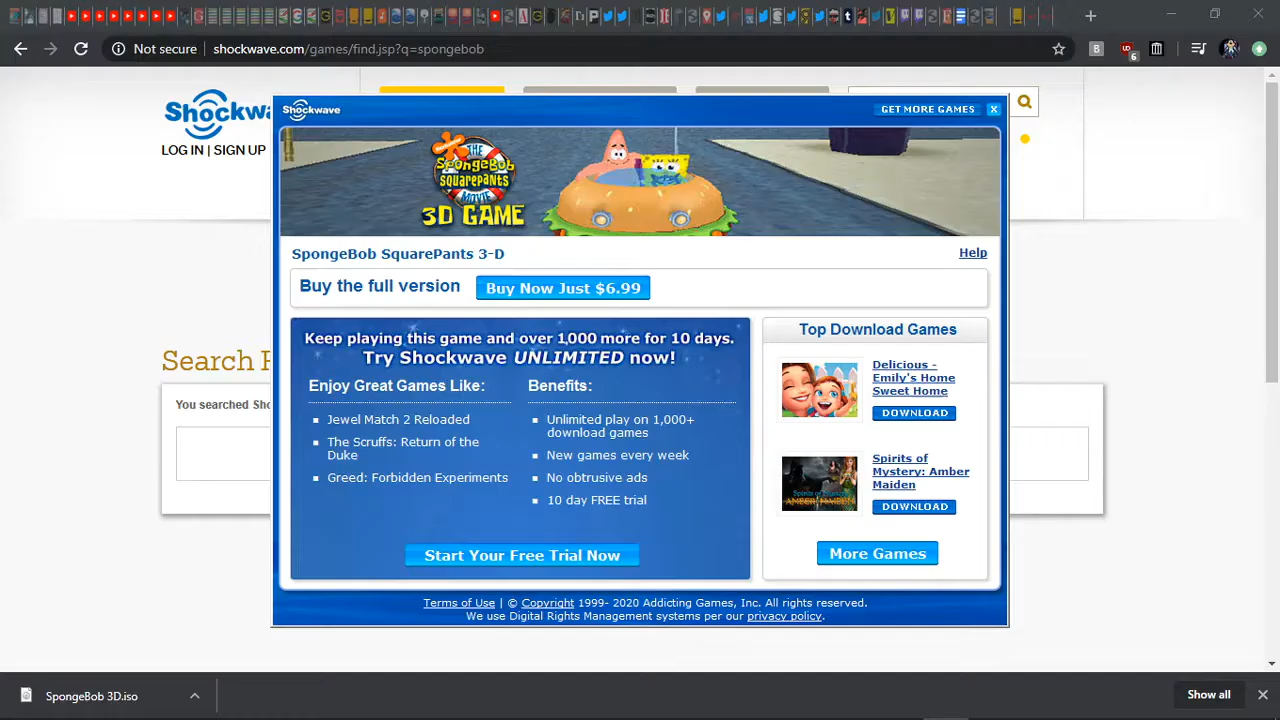 Not secure | shockwave.com/games/find.jsp?q=spongebob
B
UD
6
Shockwa
LOG IN | SIGN UP
Shockwave
GET MORE GAMES
x
NICKELODEON
THE
SpongeBob
SQUAREPANTS
MOVIE
3D GAME
SpongeBob SquarePants 3-D
Help
Buy the full version
Buy Now Just $6.99
Keep playing this game and over 1,000 more for 10 days.
Try Shockwave UNLIMITED now!
Enjoy Great Games Like:
Jewel Match 2 Reloaded
The Scruffs: Return of the
Duke
Greed: Forbidden Experiments
Benefits:
Unlimited play on 1,000+
download games
New games every week
No obtrusive ads
10 day FREE trial
Start Your Free Trial Now
Top Download Games
Delicious -
Emily's Home
Sweet Home
DOWNLOAD
Spirits of
Mystery: Amber
Maiden
DOWNLOAD
More Games
Search
You searched Sho
Terms of Use | © Copyright 1999- 2020 Addicting Games, Inc. All rights reserved.
We use Digital Rights Management systems per our privacy policy.
SpongeBob 3D.iso
Show all